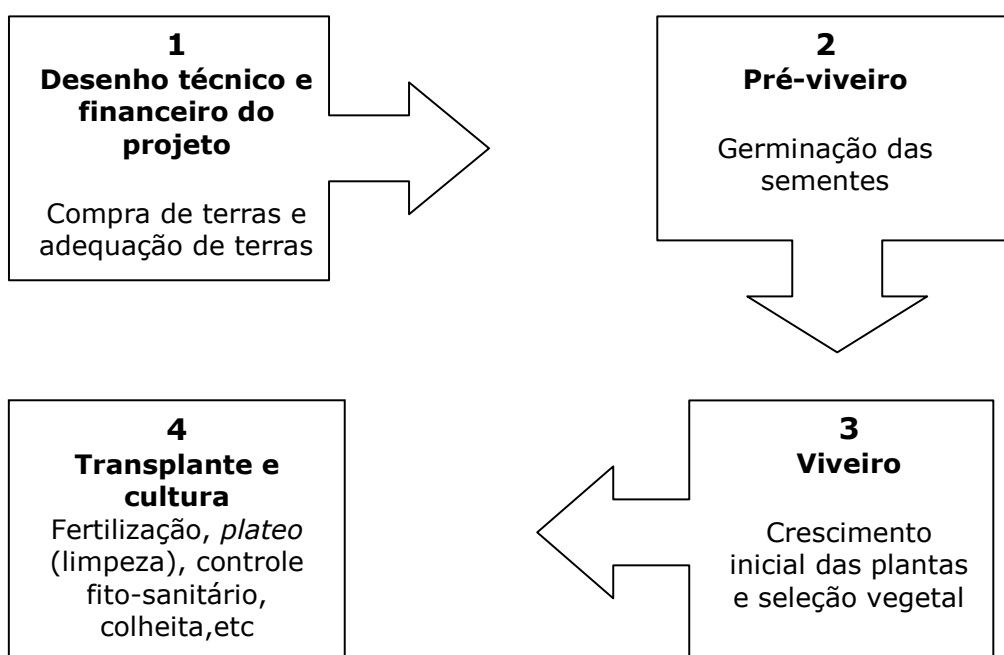 1
Desenho técnico e
financeiro do
projeto
Compra de terras e
adequação de terras
2
Pré-viveiro
Germinação das
sementes
3
Viveiro
Crescimento
inicial das plantas
e seleção vegetal
4
Transplante e
cultura
Fertilização, plateo
(limpeza), controle
fito-sanitário,
colheita,etc